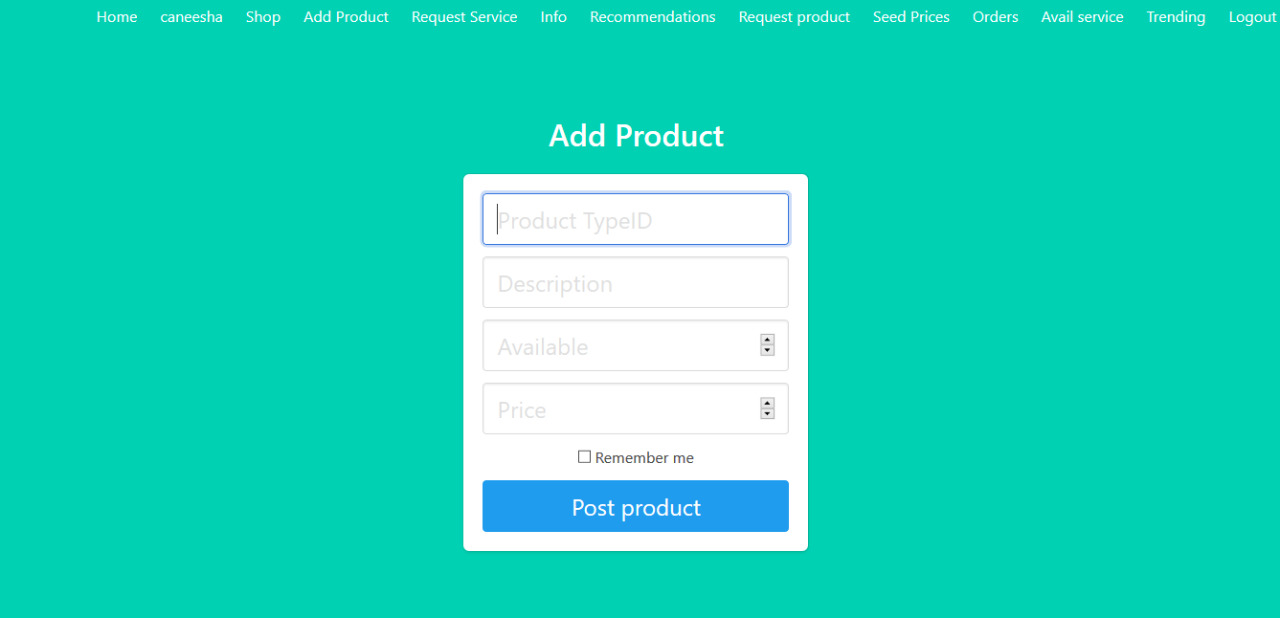 Home caneesha Shop Add Product Request Service Info Recommendations Request product Seed Prices Orders Avail service Trending Logout
Add Product
Product TypeID
Description
Available
Price
Remember me
Post product